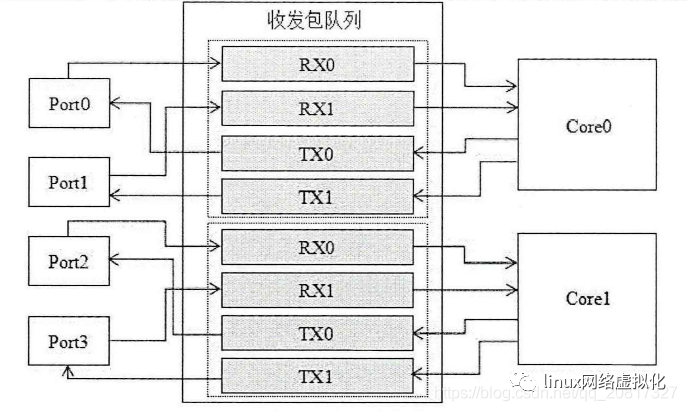 收发包队列
RX0
RX1
TX0
TX1
RX0
RX1
TX0
TX1
Port0
Port1
Port2
Port3
Core0
Core1
linux网络虚拟化
https://blog.csdn.net/qq_20817327